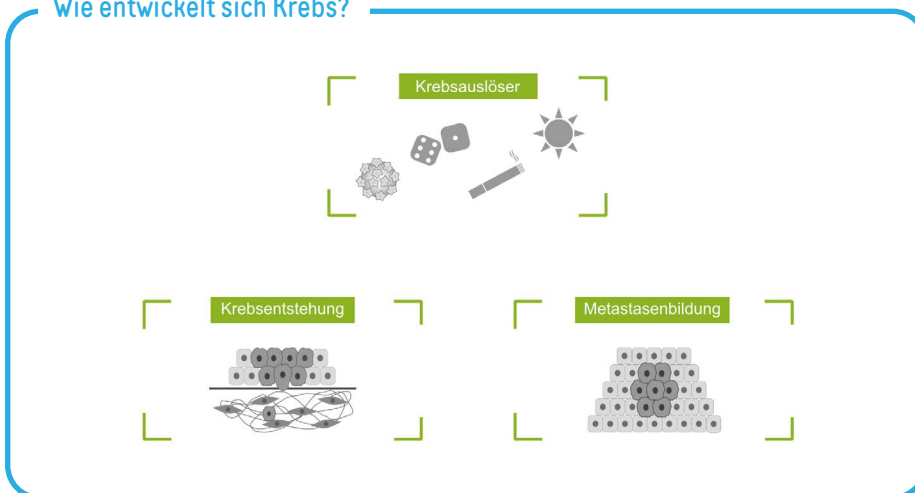 Wie entwickelt sich Krebs?
Krebsauslöser
Krebsentstehung
Metastasenbildung